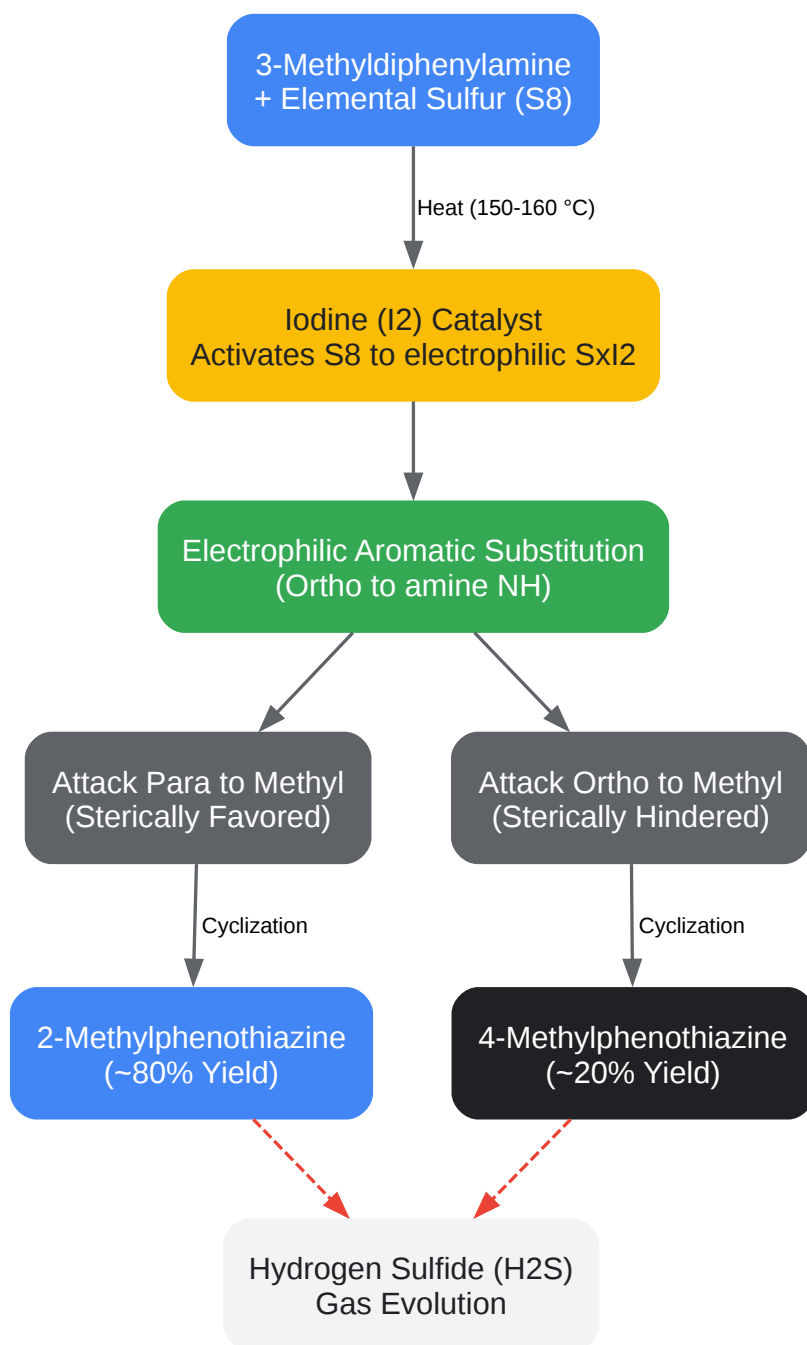 3-Methyldiphenylamine
+ Elemental Sulfur (S8)
Heat (150-160 °C)
Iodine (I2) Catalyst
Activates S8 to electrophilic SxI2
Electrophilic Aromatic Substitution
(Ortho to amine NH)
Attack Para to Methyl
(Sterically Favored)
Attack Ortho to Methyl
(Sterically Hindered)
Cyclization
Cyclization
2-Methylphenothiazine
(~80% Yield)
4-Methylphenothiazine
(~20% Yield)
Hydrogen Sulfide (H2S)
Gas Evolution